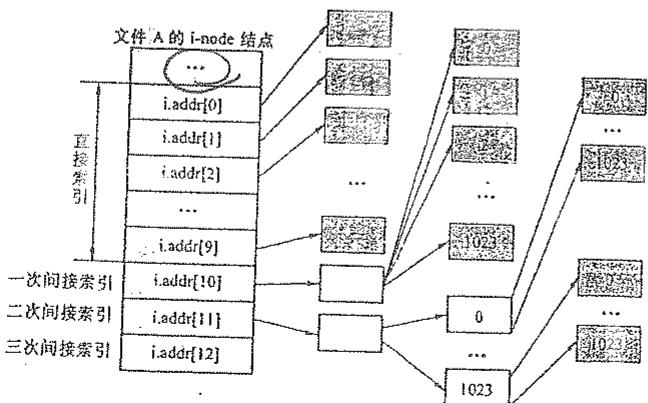 文件 A 的 i-node 结点
...
i.addr[0]
i.addr[1]
i.addr[2]
...
i.addr[9]
i.addr[10]
i.addr[11]
i.addr[12]
直接索引
一次间接索引
二次间接索引
三次间接索引
...
...
1023
0
...
1023
0
...
1023
...
1023